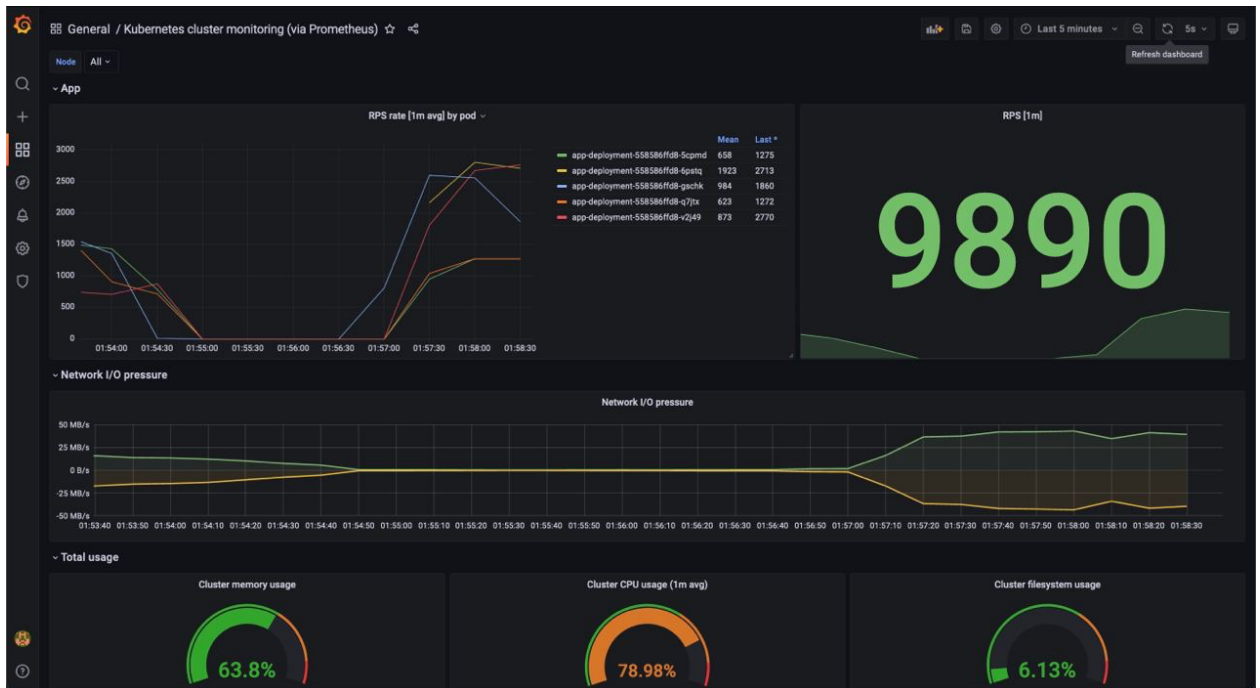 General / Kubernetes cluster monitoring (via Prometheus)
Last 5 minutes
5s
Refresh dashboard
Node All
App
RPS rate [1m avg] by pod
3000
2500
2000
1500
1000
500
0
01:54:00 01:54:30 01:55:00 01:55:30 01:56:00 01:56:30 01:57:00 01:57:30 01:58:00 01:58:30
Mean Last *
app-deployment-558586ffd8-5cpmd 658 1275
app-deployment-558586ffd8-6pstq 1923 2713
app-deployment-558586ffd8-gschk 984 1860
app-deployment-558586ffd8-q7jtx 623 1272
app-deployment-558586ffd8-v2j49 873 2770
RPS [1m]
9890
Network I/O pressure
Network I/O pressure
50 MB/s
25 MB/s
0 B/s
-25 MB/s
-50 MB/s
01:53:40 01:53:50 01:54:00 01:54:10 01:54:20 01:54:30 01:54:40 01:54:50 01:55:00 01:55:10 01:55:20 01:55:30 01:55:40 01:55:50 01:56:00 01:56:10 01:56:20 01:56:30 01:56:40 01:56:50 01:57:00 01:57:10 01:57:20 01:57:30 01:57:40 01:57:50 01:58:00 01:58:10 01:58:20 01:58:30
Total usage
Cluster memory usage
63.8%
Cluster CPU usage (1m avg)
78.98%
Cluster filesystem usage
6.13%